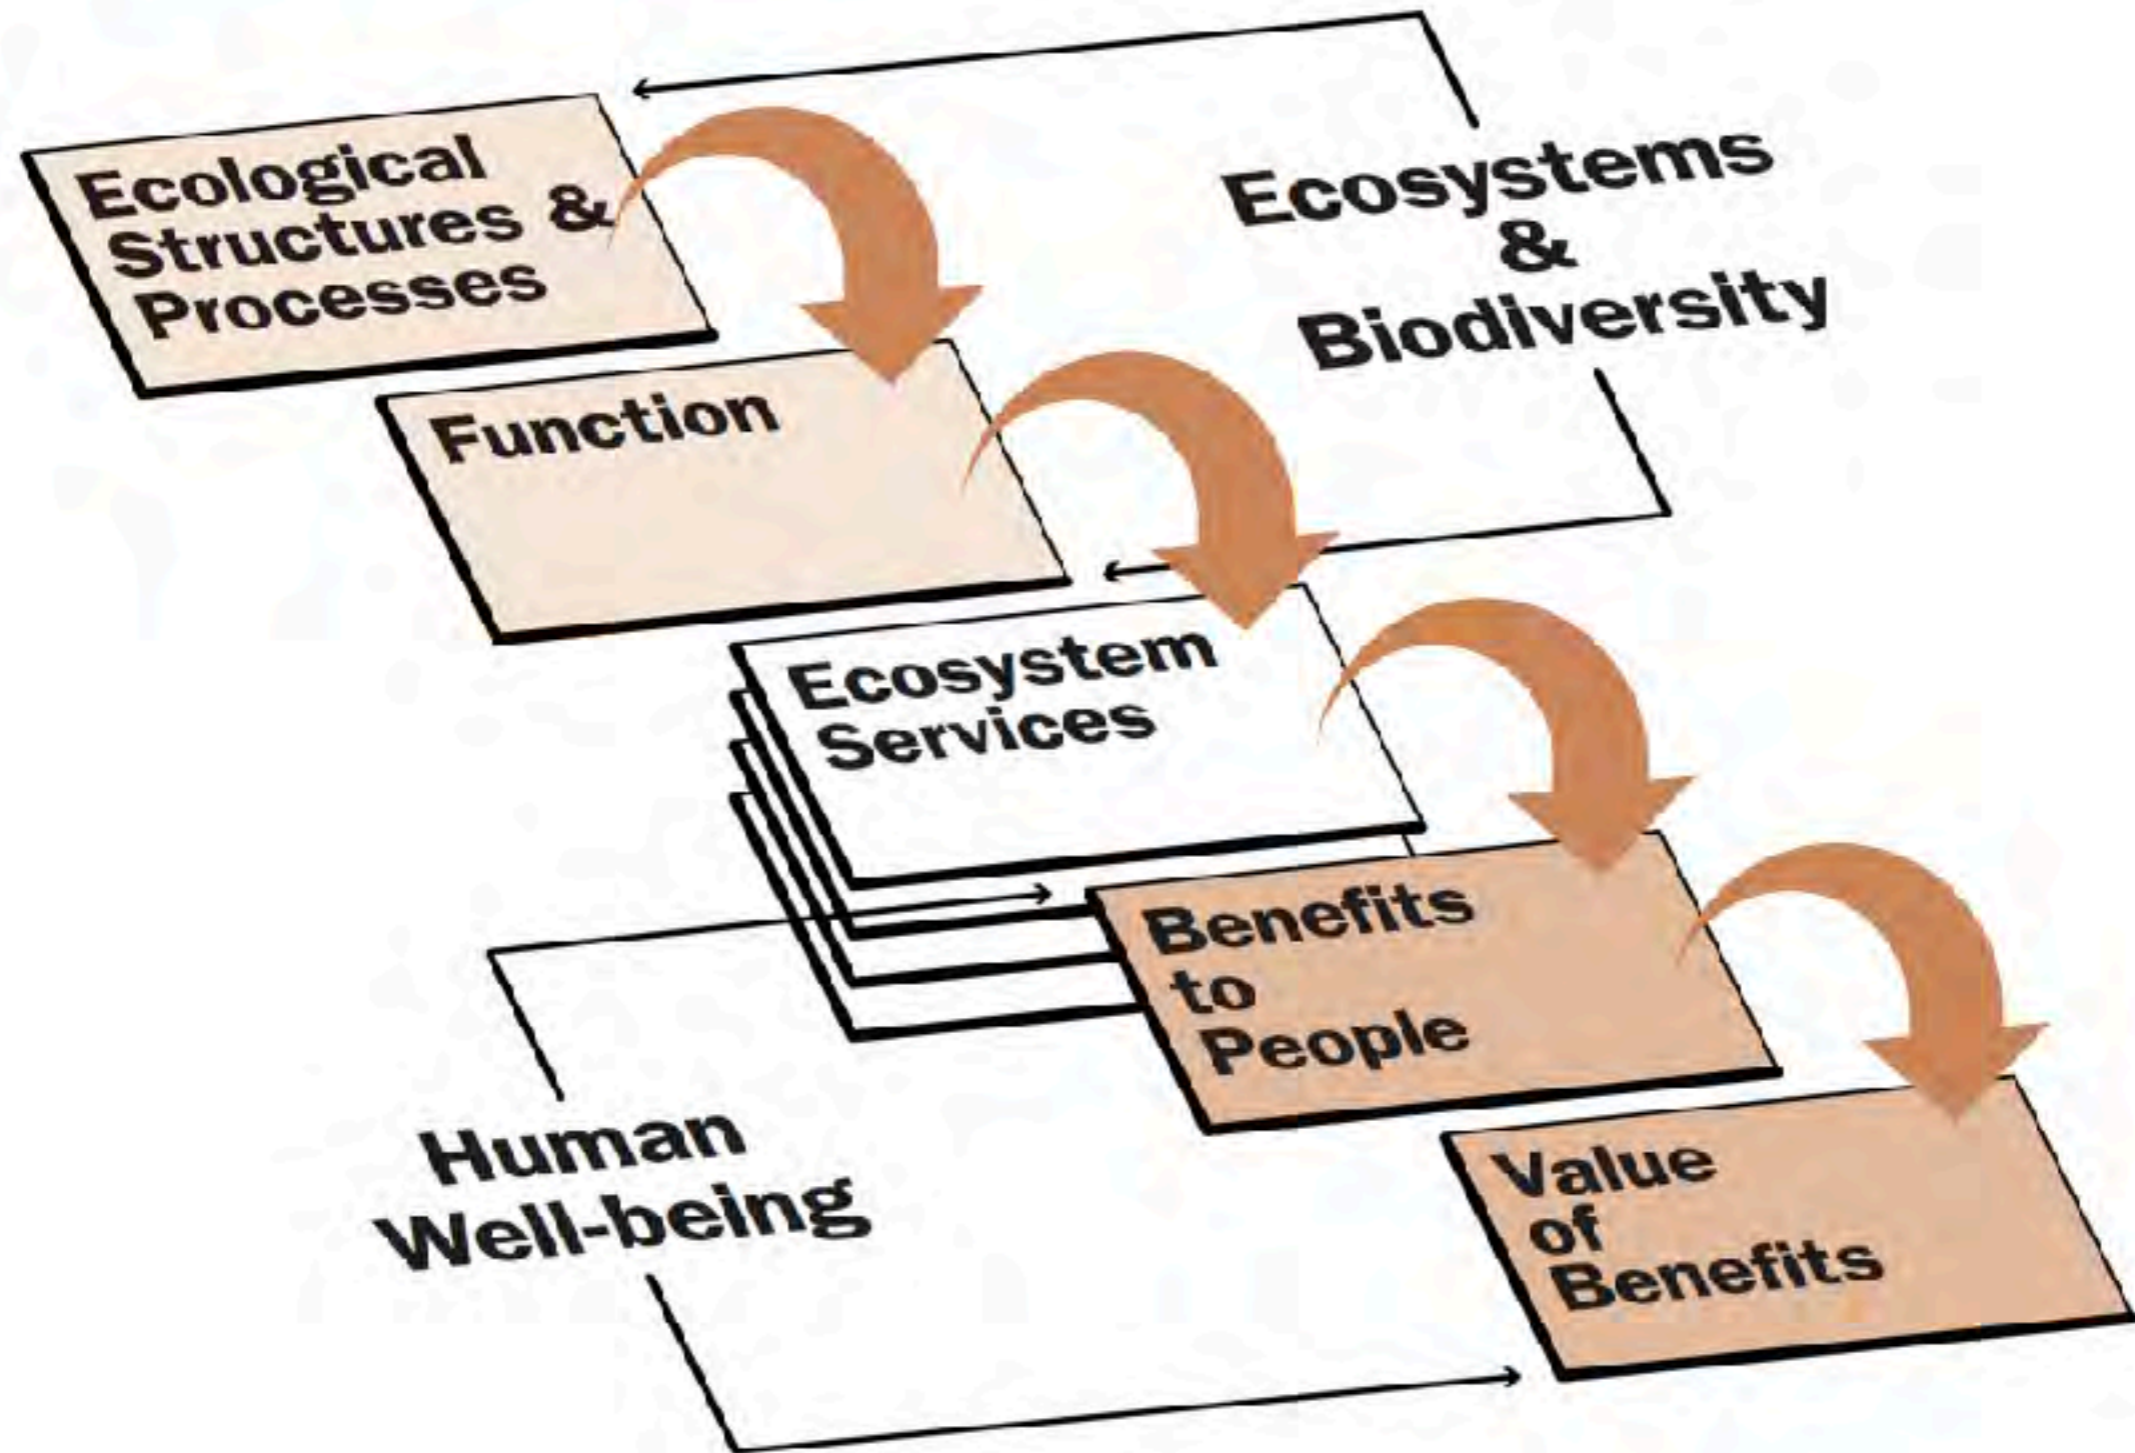 Ecological
Structures &
Processes
Ecosystems
&
Biodiversity
Function
Ecosystem
Services
Benefits
to
People
Human
Well-being
Value
of
Benefits